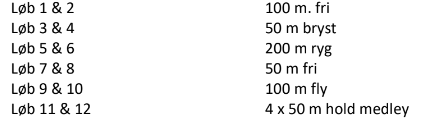 Løb 1 & 2 100 m. fri
Løb 3 & 4 50 m bryst
Løb 5 & 6 200 m ryg
Løb 7 & 8 50 m fri
Løb 9 & 10 100 m fly
Løb 11 & 12 4 x 50 m hold medley